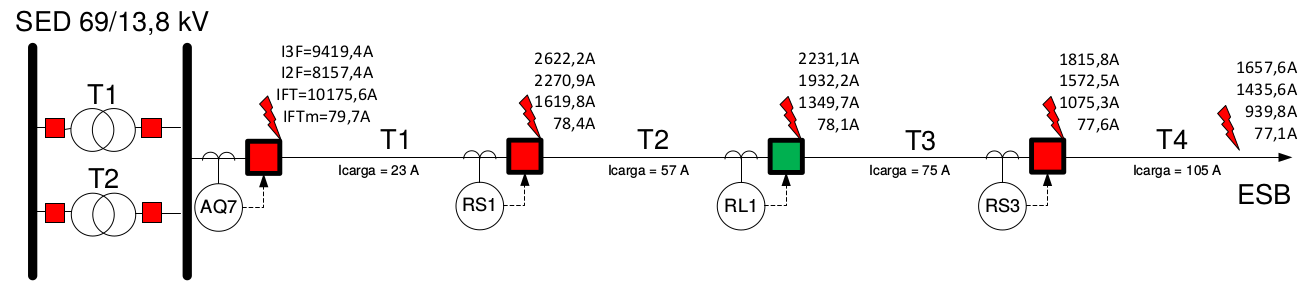 SED 69/13,8 kV
T1
T2
I3F=9419,4A
I2F=8157,4A
IFT=10175,6A
IFTm=79,7A
AQ7
T1
Icarga = 23 A
2622,2A
2270,9A
1619,8A
78,4A
RS1
T2
Icarga = 57 A
2231,1A
1932,2A
1349,7A
78,1A
RL1
T3
Icarga = 75 A
1815,8A
1572,5A
1075,3A
77,6A
RS3
T4
Icarga = 105 A
1657,6A
1435,6A
939,8A
77,1A
ESB